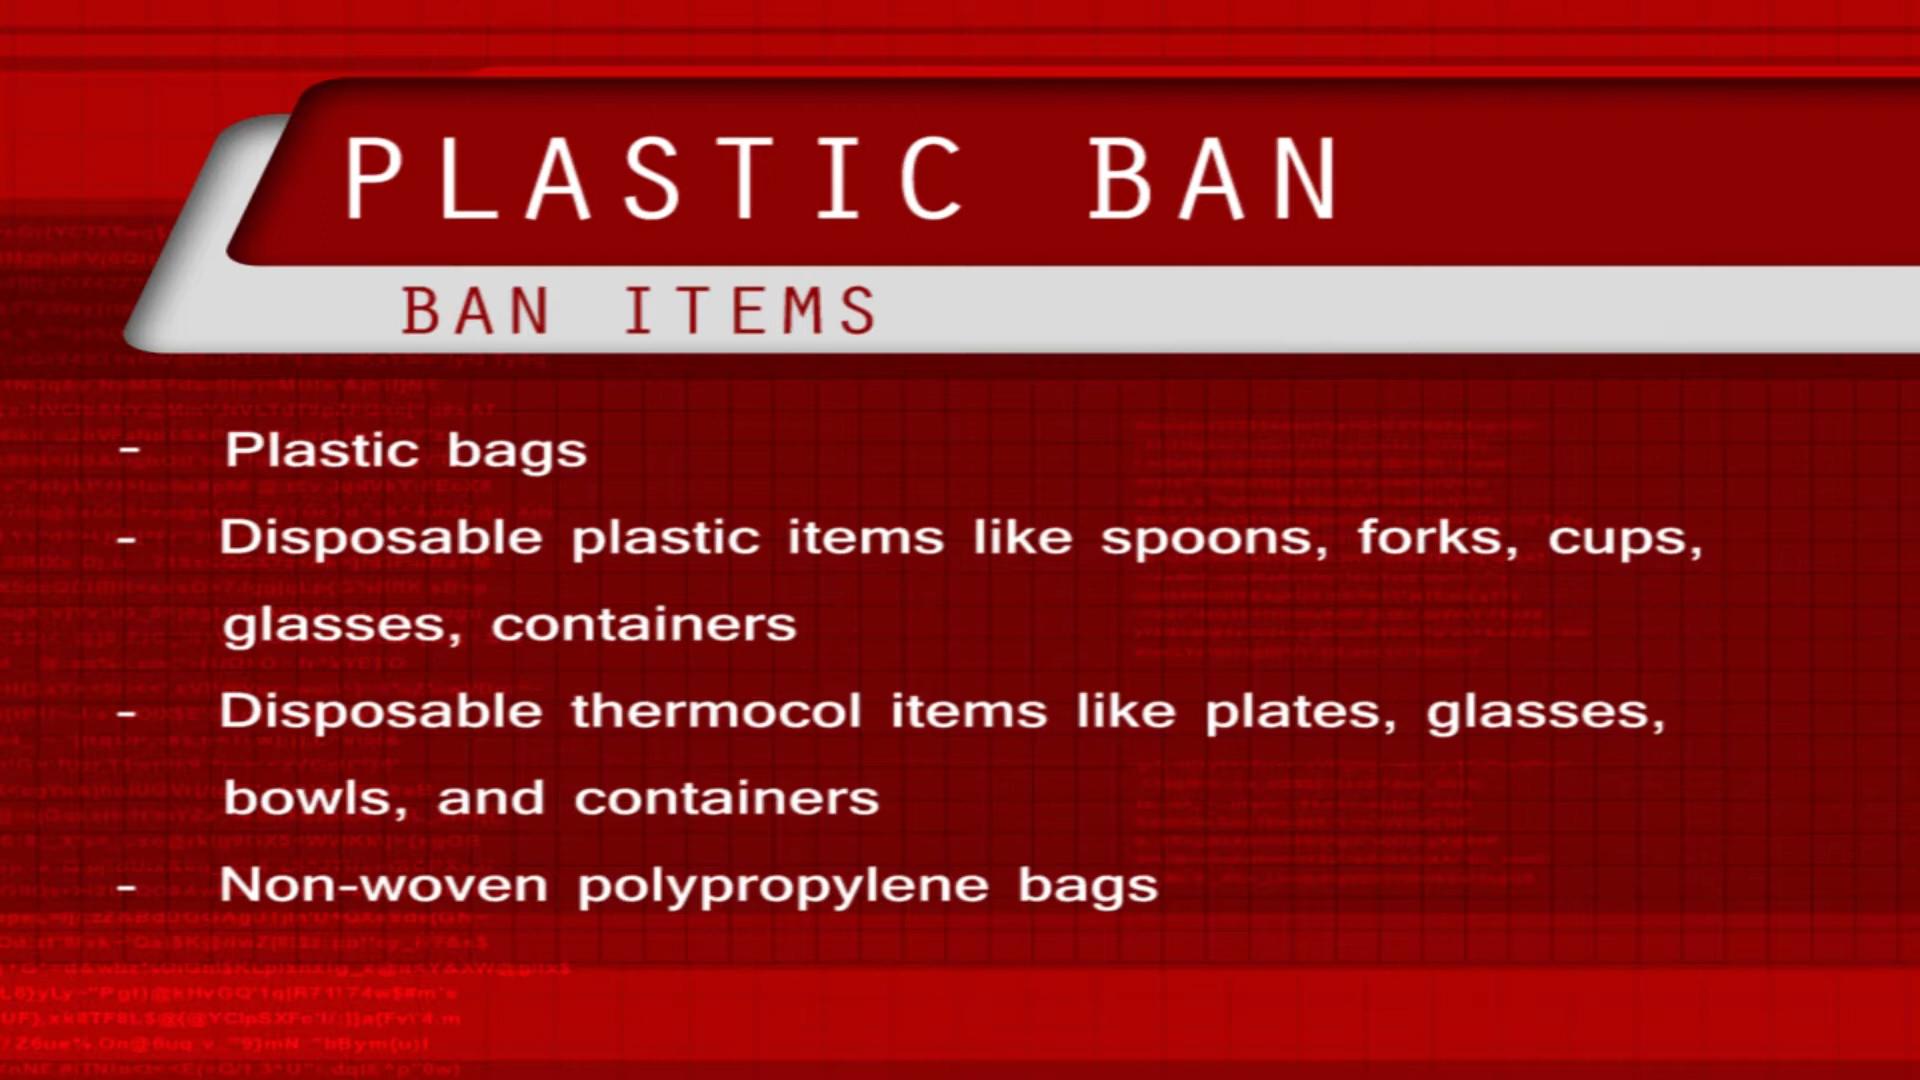 PLASTIC BAN
BAN ITEMS
- Plastic bags
- Disposable plastic items like spoons, forks, cups,
glasses, containers
- Disposable thermocol items like plates, glasses,
bowls, and containers
- Non-woven polypropylene bags